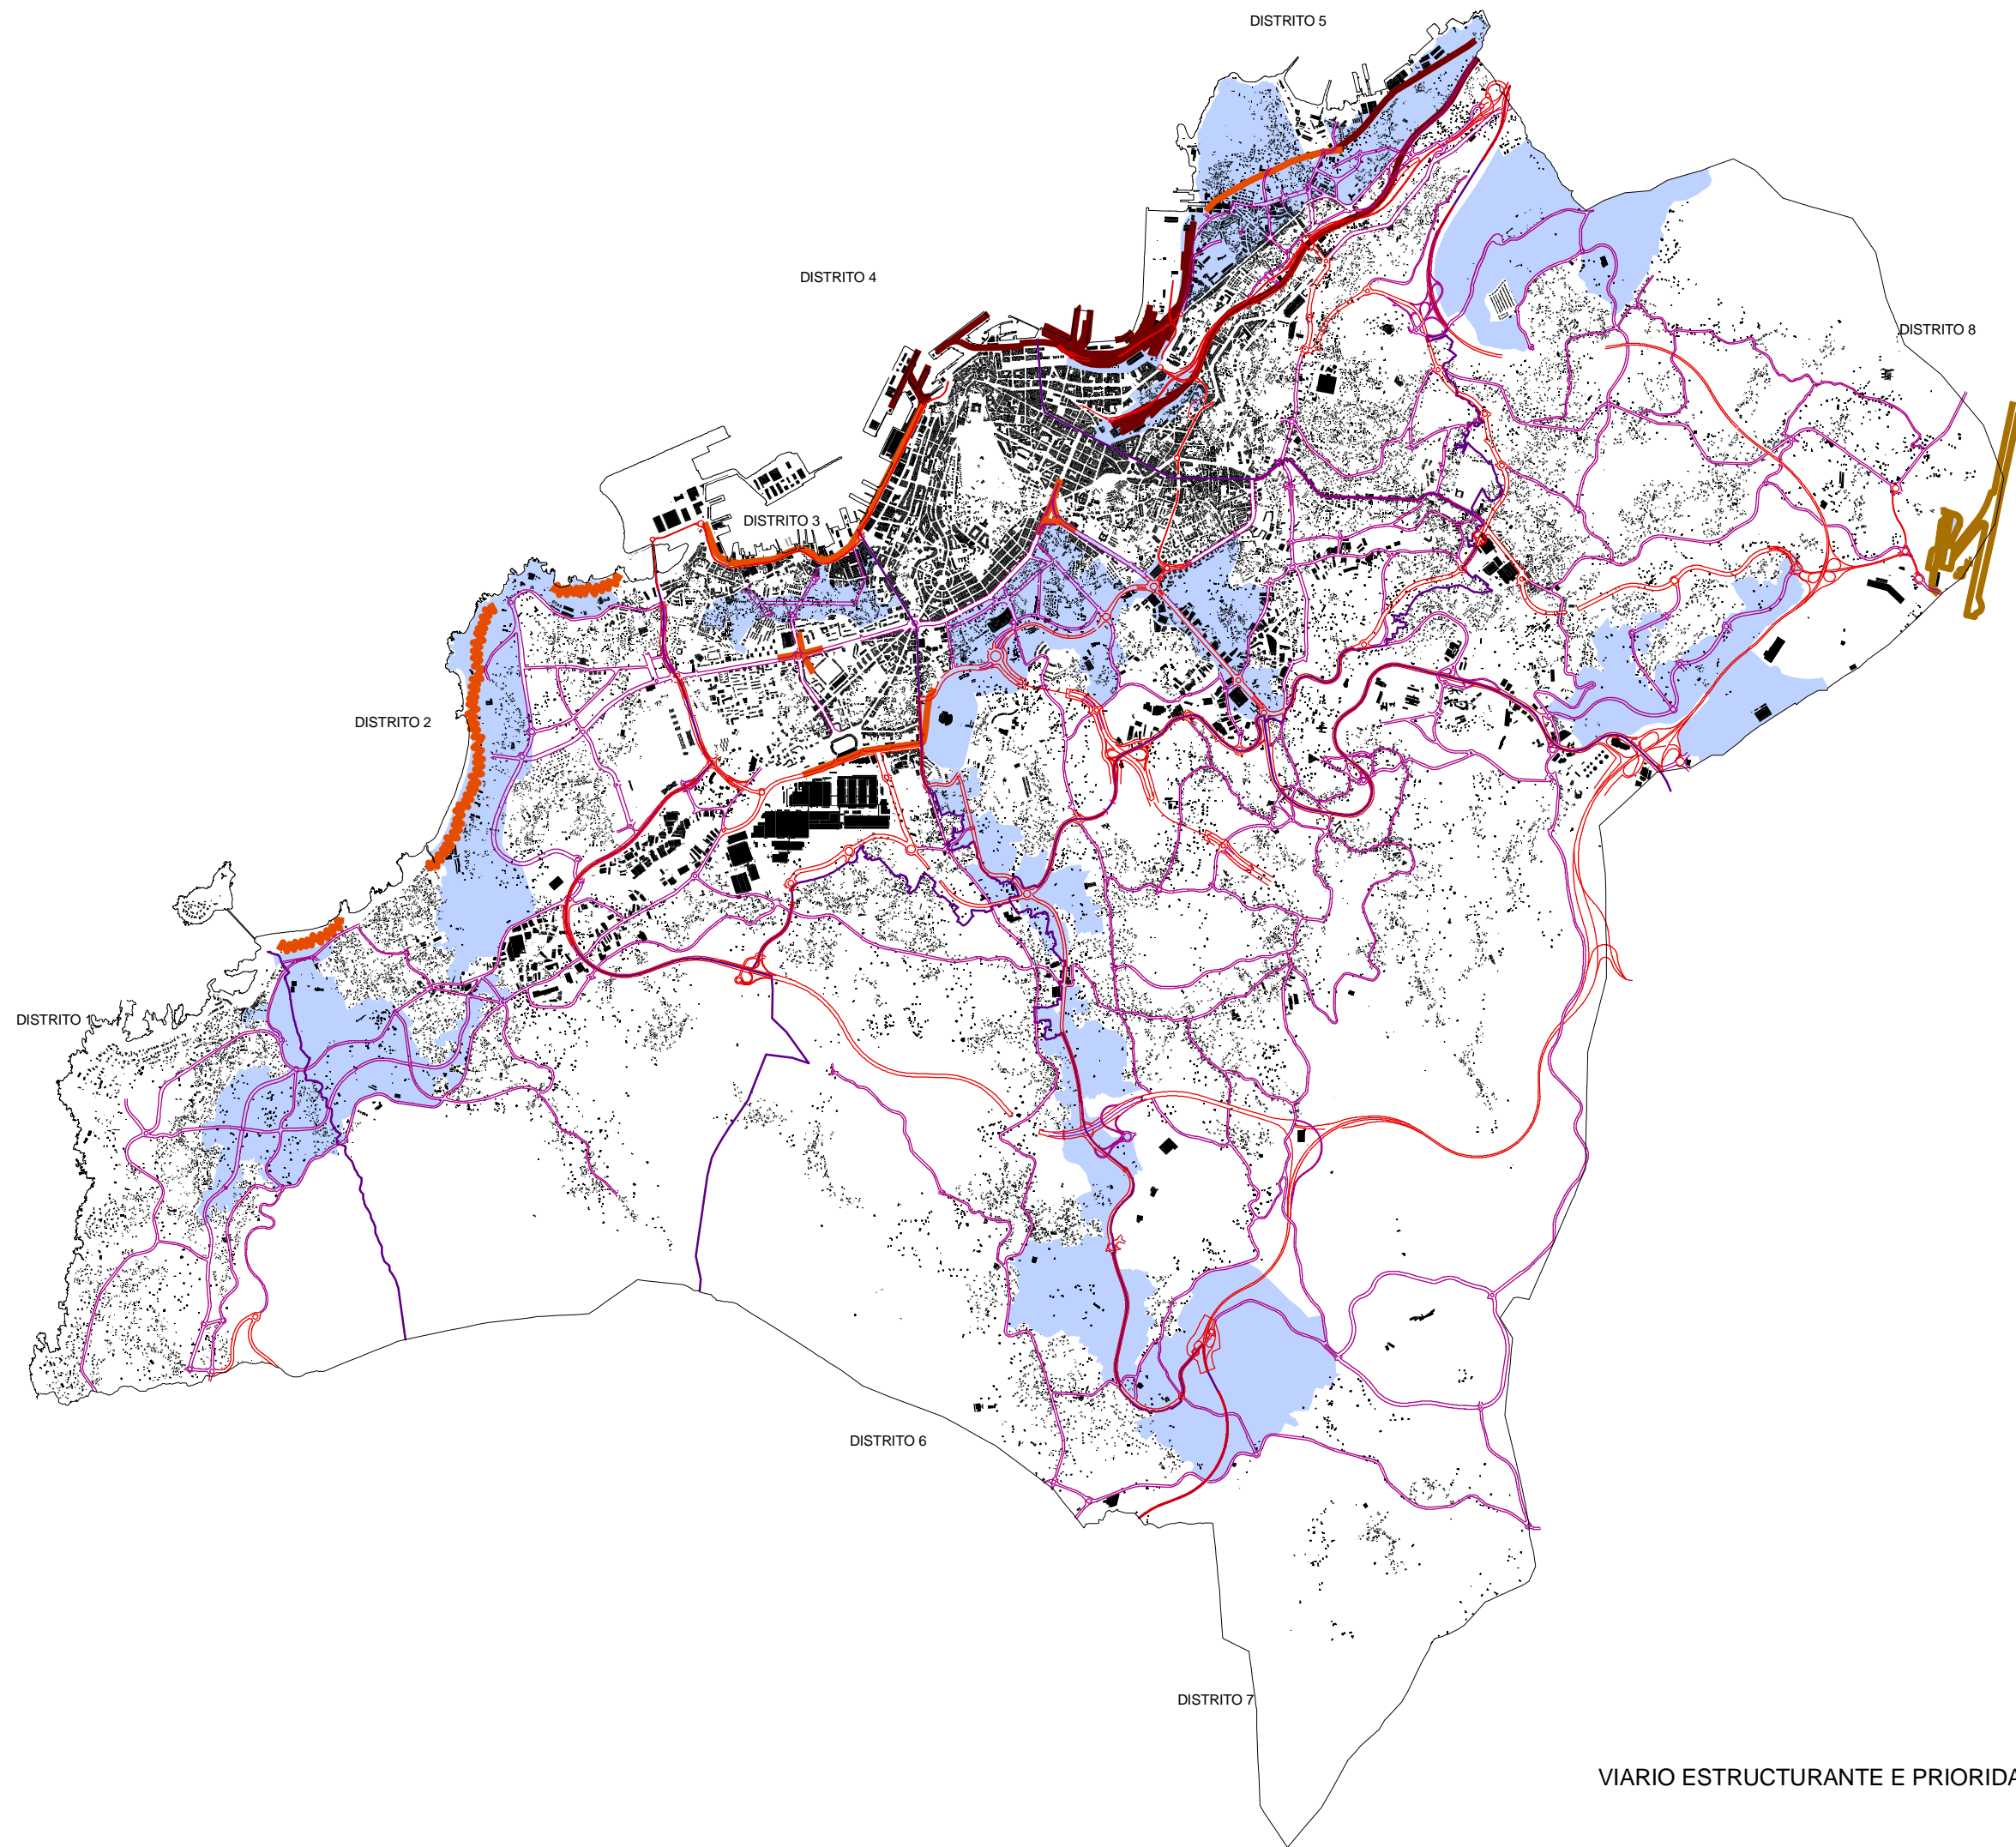 DISTRITO 5
DISTRITO 4
DISTRITO 8
DISTRITO 3
DISTRITO 2
DISTRITO 1
DISTRITO 6
DISTRITO 7
VIARIO ESTRUCTURANTE E PRIORIDA